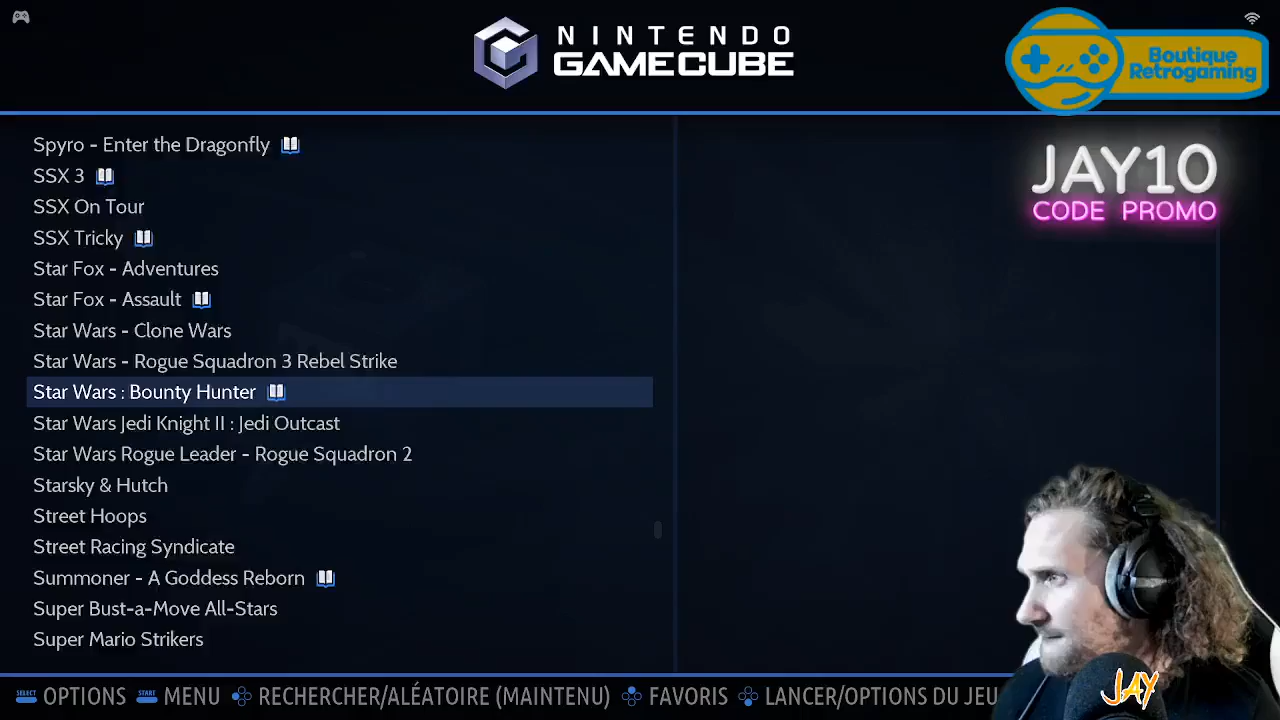 NINTENDO
GAMECUBE
Boutique
Retrogaming
JAY10
CODE PROMO
Spyro - Enter the Dragonfly
SSX 3
SSX On Tour
SSX Tricky
Star Fox - Adventures
Star Fox - Assault
Star Wars - Clone Wars
Star Wars - Rogue Squadron 3 Rebel Strike
Star Wars : Bounty Hunter
Star Wars Jedi Knight II : Jedi Outcast
Star Wars Rogue Leader - Rogue Squadron 2
Starsky & Hutch
Street Hoops
Street Racing Syndicate
Summoner - A Goddess Reborn
Super Bust-a-Move All-Stars
Super Mario Strikers
SELECT OPTIONS START MENU RECHERCHER/ALÉATOIRE (MAINTENU) FAVORIS LANCER/OPTIONS DU JEU
JAY